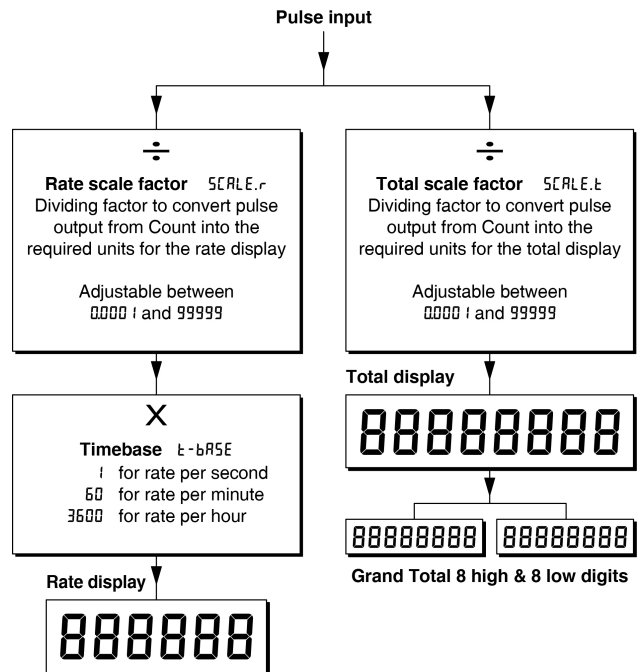 Pulse input
÷
Rate scale factor SCALE.r
Dividing factor to convert pulse
output from Count into the
required units for the rate display
Adjustable between
0.0001 and 99999
÷
Total scale factor SCALE.t
Dividing factor to convert pulse
output from Count into the
required units for the total display
Adjustable between
0.0001 and 99999
X
Timebase t-bASE
1 for rate per second
60 for rate per minute
3600 for rate per hour
Rate display
888888
Total display
88888888
88888888 88888888
Grand Total 8 high & 8 low digits